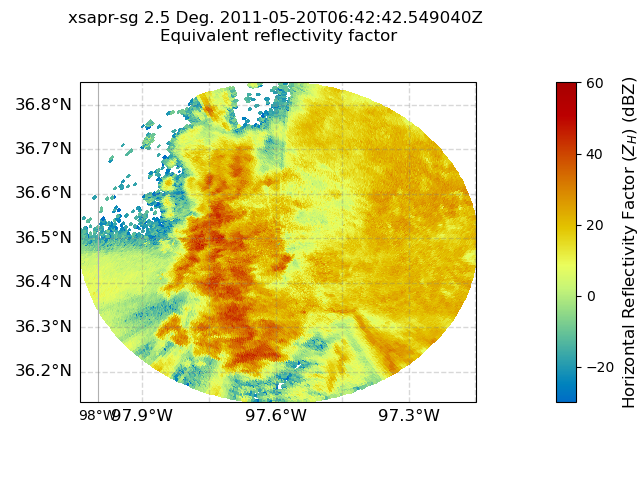 xsapr-sg 2.5 Deg. 2011-05-20T06:42:42.549040Z
Equivalent reflectivity factor
36.8°N
36.7°N
36.6°N
36.5°N
36.4°N
36.3°N
36.2°N
98°W
97.9°W
97.6°W
97.3°W
60
40
20
0
−20
Horizontal Reflectivity Factor (Z_H) (dBZ)